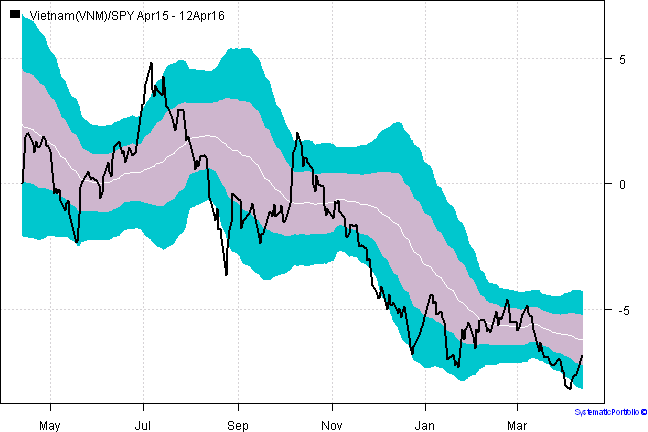 Vietnam(VNM)/SPY Apr15 - 12Apr16
5
0
-5
May Jul Sep Nov Jan Mar
SystematicPortfolio ©